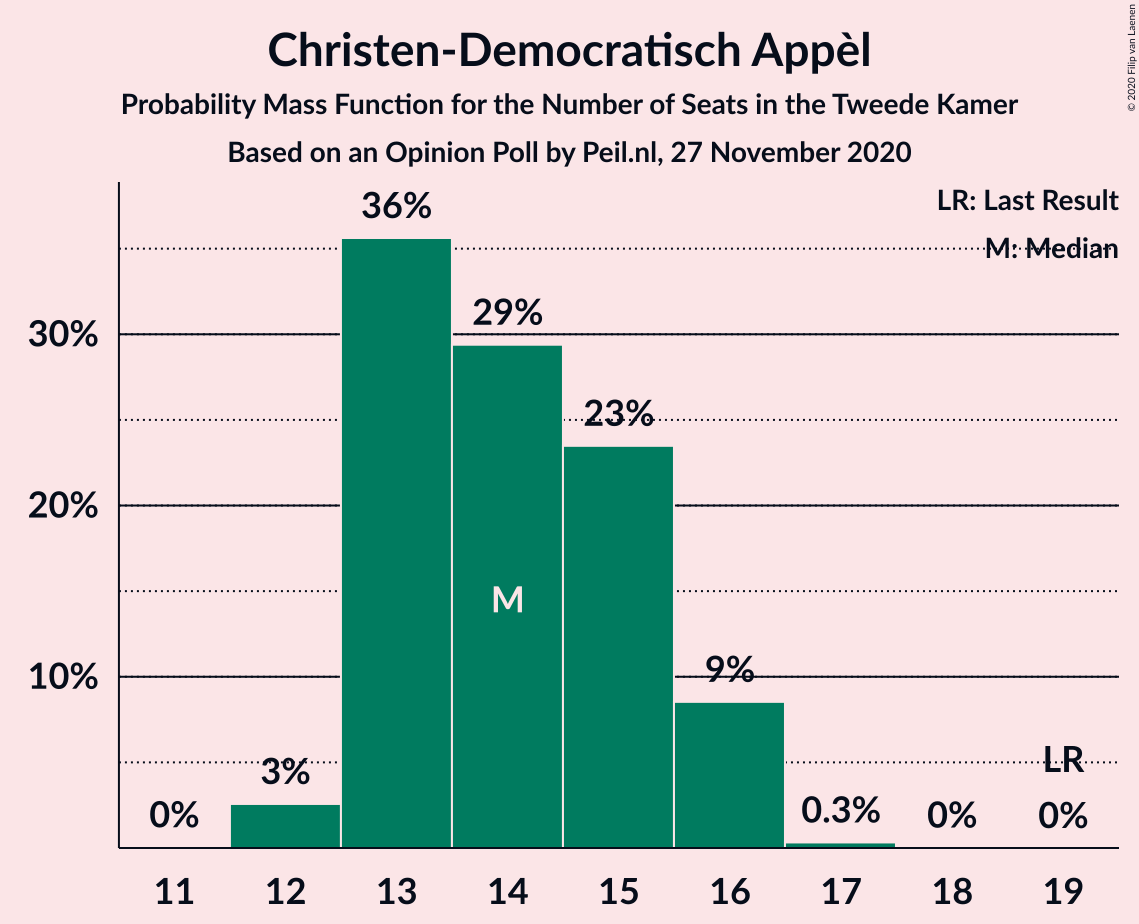 Christen-Democratisch Appèl
Probability Mass Function for the Number of Seats in the Tweede Kamer
Based on an Opinion Poll by Peil.nl, 27 November 2020
© 2020 Filip van Laenen
LR: Last Result
M: Median
36%
29%
23%
9%
3%
0%
0.3%
0%
0%
LR
M
30%
20%
10%
11 12 13 14 15 16 17 18 19